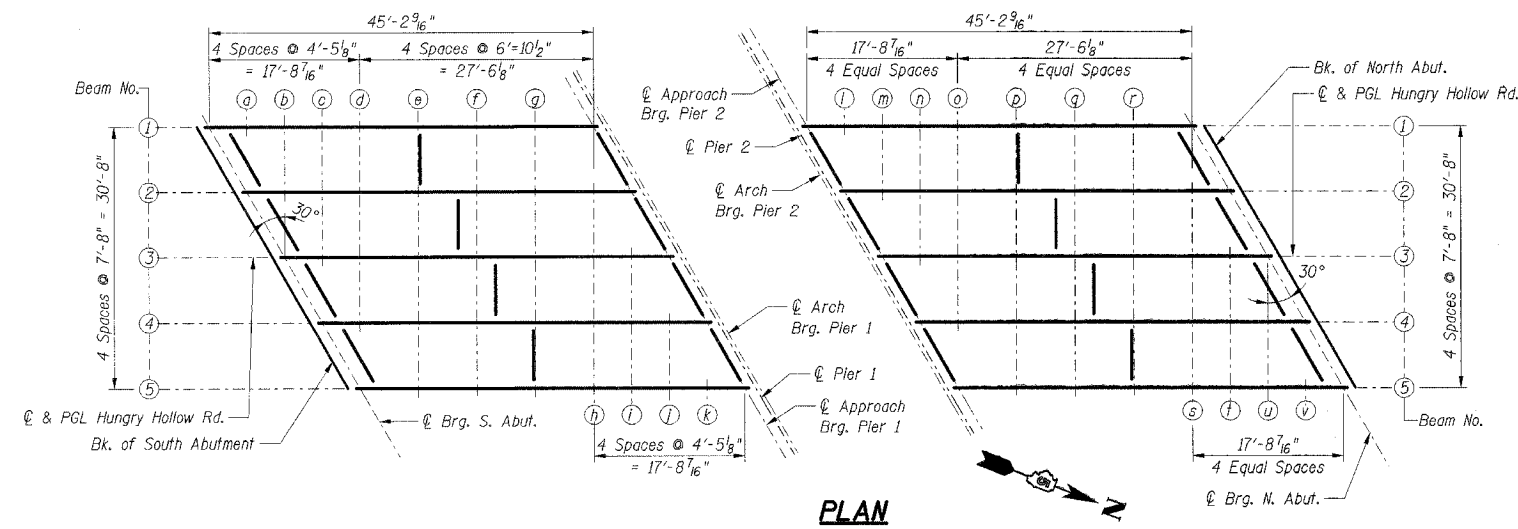 45'-2 9/16"
4 Spaces @ 4'-5 1/8"
= 17'-8 7/16"
4 Spaces @ 6'=10 1/2"
= 27'-6 1/8"
Beam No.
a b c d e f g
1
2
3
4
5
4 Spaces @ 7'-8" = 30'-8"
30°
℄ & PGL Hungry Hollow Rd.
Bk. of South Abutment
℄ Brg. S. Abut.
h i j k
4 Spaces @ 4'-5 1/8"
= 17'-8 7/16"
℄ Arch
Brg. Pier 1
℄ Pier 1
℄ Approach
Brg. Pier 1
℄ Approach
Brg. Pier 2
℄ Pier 2
℄ Arch
Brg. Pier 2
45'-2 9/16"
17'-8 7/16"
4 Equal Spaces
27'-6 1/8"
4 Equal Spaces
l m n o p q r
Bk. of North Abut.
℄ & PGL Hungry Hollow Rd.
1
2
3
4
5
4 Spaces @ 7'-8" = 30'-8"
30°
Beam No.
s t u v
17'-8 7/16"
4 Equal Spaces
℄ Brg. N. Abut.
N
PLAN